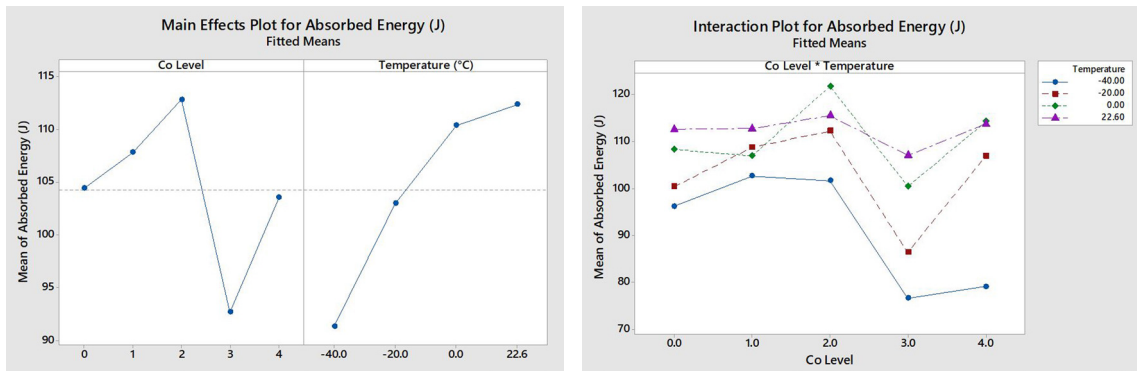 Main Effects Plot for Absorbed Energy (J)
Fitted Means
Co Level
Temperature (°C)
Mean of Absorbed Energy (J)
115
110
105
100
95
90
0 1 2 3 4
-40.0 -20.0 0.0 22.6
Interaction Plot for Absorbed Energy (J)
Fitted Means
Co Level * Temperature
Mean of Absorbed Energy (J)
120
110
100
90
80
70
0.0 1.0 2.0 3.0 4.0
Co Level
Temperature
-40.00
-20.00
0.00
22.60